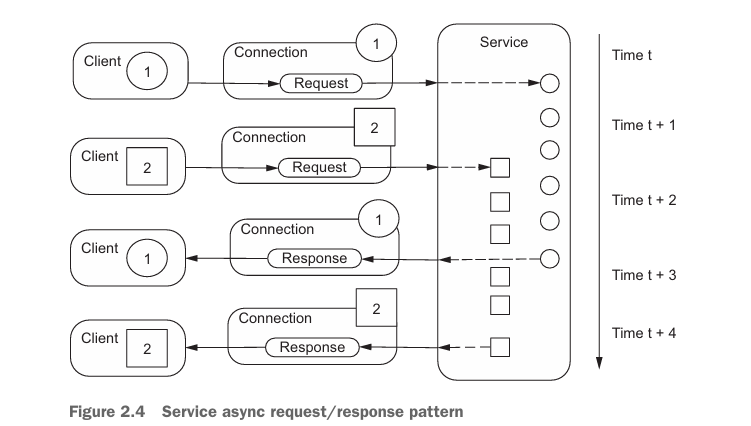 Client
1
Connection
1
Request
Service
Time t
Time t + 1
Client
2
Connection
2
Request
Time t + 2
Client
1
Connection
1
Response
Time t + 3
Client
2
Connection
2
Response
Time t + 4
Figure 2.4 Service async request/response pattern